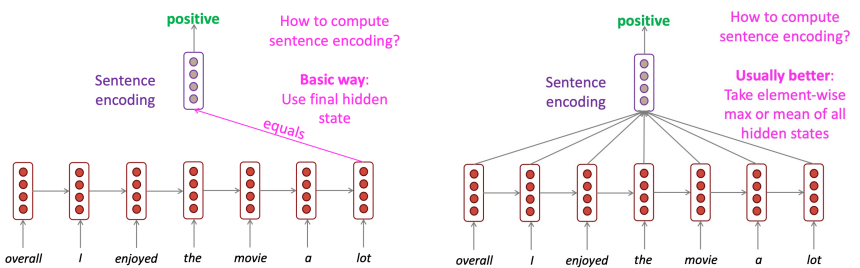 positive
How to compute
sentence encoding?
Sentence
encoding
Basic way:
Use final hidden
state
equals
overall I enjoyed the movie a lot
positive
How to compute
sentence encoding?
Sentence
encoding
Usually better:
Take element-wise
max or mean of all
hidden states
overall I enjoyed the movie a lot